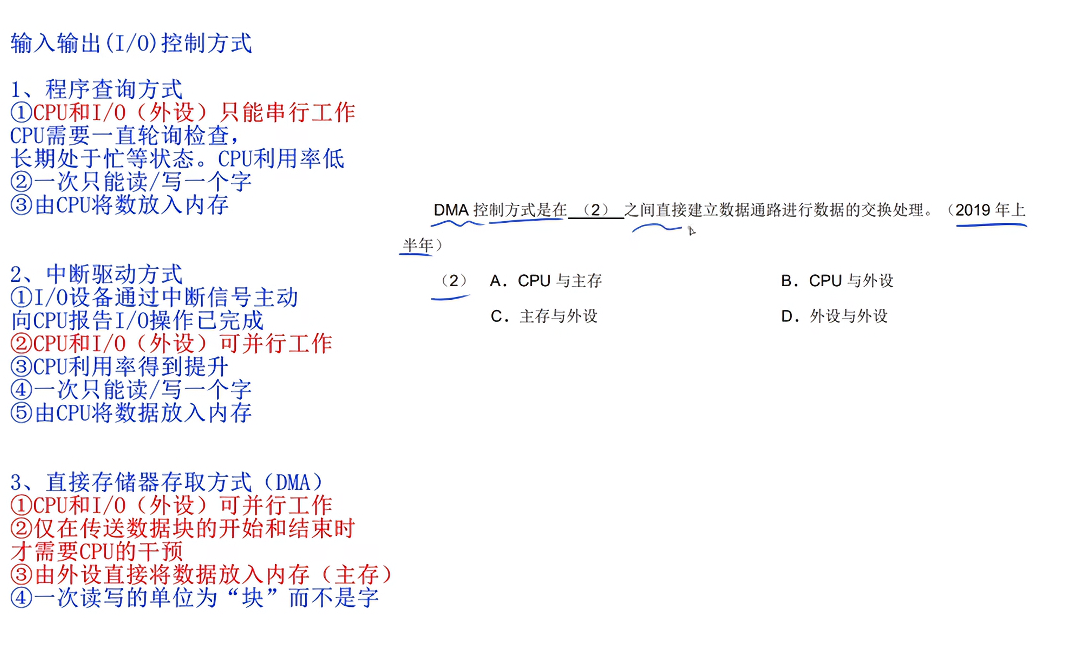 输入输出(I/O)控制方式
1、程序查询方式
①CPU和I/O（外设）只能串行工作
CPU需要一直轮询检查，
长期处于忙等状态。CPU利用率低
②一次只能读/写一个字
③由CPU将数放入内存
2、中断驱动方式
①I/O设备通过中断信号主动
向CPU报告I/O操作已完成
②CPU和I/O（外设）可并行工作
③CPU利用率得到提升
④一次只能读/写一个字
⑤由CPU将数据放入内存
3、直接存储器存取方式（DMA）
①CPU和I/O（外设）可并行工作
②仅在传送数据块的开始和结束时
才需要CPU的干预
③由外设直接将数据放入内存（主存）
④一次读写的单位为“块”而不是字
DMA 控制方式是在 （2） 之间直接建立数据通路进行数据的交换处理。（2019 年上
半年）
（2） A．CPU 与主存 B．CPU 与外设
C．主存与外设 D．外设与外设